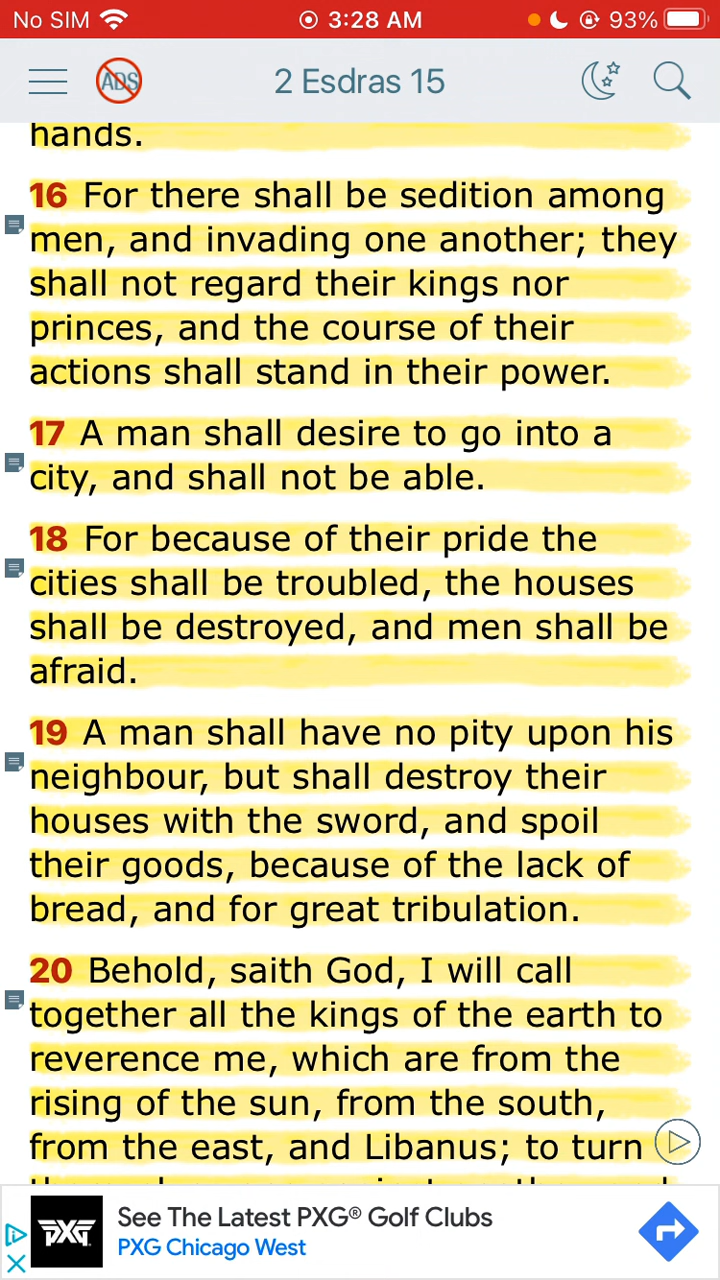 No SIM 3:28 AM 93%
ADS 2 Esdras 15
hands.
16 For there shall be sedition among
men, and invading one another; they
shall not regard their kings nor
princes, and the course of their
actions shall stand in their power.
17 A man shall desire to go into a
city, and shall not be able.
18 For because of their pride the
cities shall be troubled, the houses
shall be destroyed, and men shall be
afraid.
19 A man shall have no pity upon his
neighbour, but shall destroy their
houses with the sword, and spoil
their goods, because of the lack of
bread, and for great tribulation.
20 Behold, saith God, I will call
together all the kings of the earth to
reverence me, which are from the
rising of the sun, from the south,
from the east, and Libanus; to turn
PXG
See The Latest PXG® Golf Clubs
PXG Chicago West